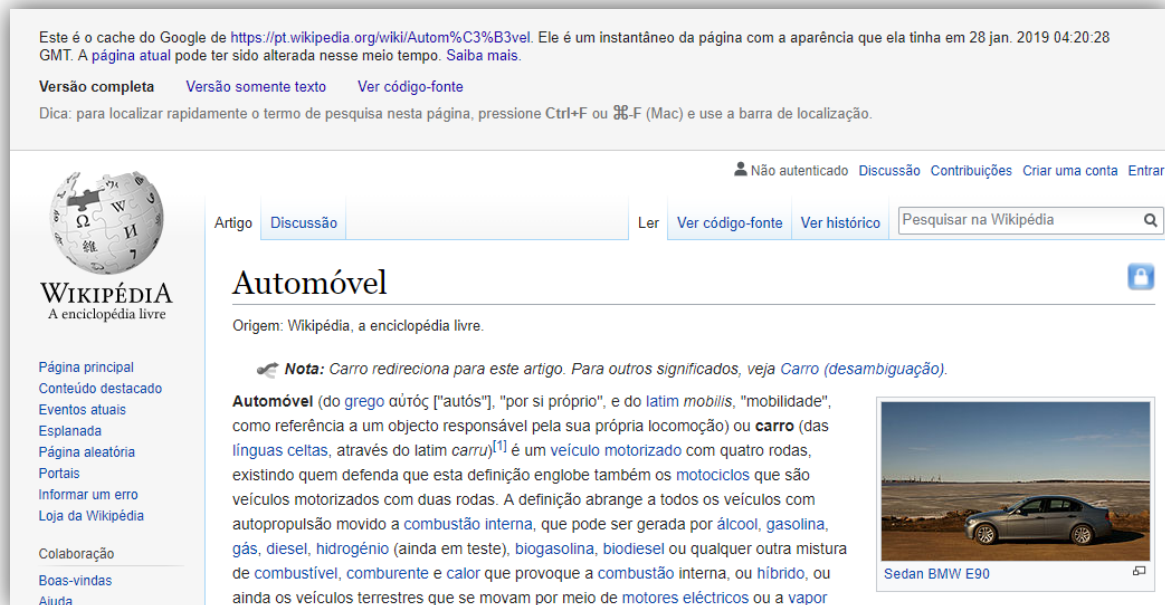 Este é o cache do Google de https://pt.wikipedia.org/wiki/Autom%C3%B3vel. Ele é um instantâneo da página com a aparência que ela tinha em 28 jan. 2019 04:20:28
GMT. A página atual pode ter sido alterada nesse meio tempo. Saiba mais.
Versão completa Versão somente texto Ver código-fonte
Dica: para localizar rapidamente o termo de pesquisa nesta página, pressione Ctrl+F ou ⌘-F (Mac) e use a barra de localização.
Não autenticado Discussão Contribuições Criar uma conta Entrar
Artigo Discussão Ler Ver código-fonte Ver histórico Pesquisar na Wikipédia
Ω W И 維
WIKIPÉDIA
A enciclopédia livre
Página principal
Conteúdo destacado
Eventos atuais
Esplanada
Página aleatória
Portais
Informar um erro
Loja da Wikipédia
Colaboração
Boas-vindas
Ajuda
Automóvel
Origem: Wikipédia, a enciclopédia livre.
Nota: Carro redireciona para este artigo. Para outros significados, veja Carro (desambiguação).
Automóvel (do grego αὐτός ["autós"], "por si próprio", e do latim mobilis, "mobilidade",
como referência a um objecto responsável pela sua própria locomoção) ou carro (das
línguas celtas, através do latim carru)[1] é um veículo motorizado com quatro rodas,
existindo quem defenda que esta definição englobe também os motociclos que são
veículos motorizados com duas rodas. A definição abrange a todos os veículos com
autopropulsão movido a combustão interna, que pode ser gerada por álcool, gasolina,
gás, diesel, hidrogénio (ainda em teste), biogasolina, biodiesel ou qualquer outra mistura
de combustível, comburente e calor que provoque a combustão interna, ou híbrido, ou
ainda os veículos terrestres que se movam por meio de motores eléctricos ou a vapor
Sedan BMW E90